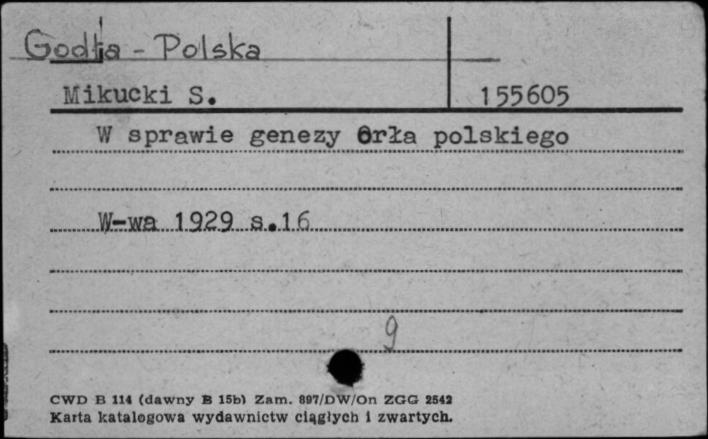 Godła - Polska
Mikucki S. 155605
W sprawie genezy Orła polskiego
W-wa 1929 s.16
9
CWD B 114 (dawny B 15b) Zam. 897/DW/On ZGG 2542
Karta katalogowa wydawnictw ciągłych i zwartych.